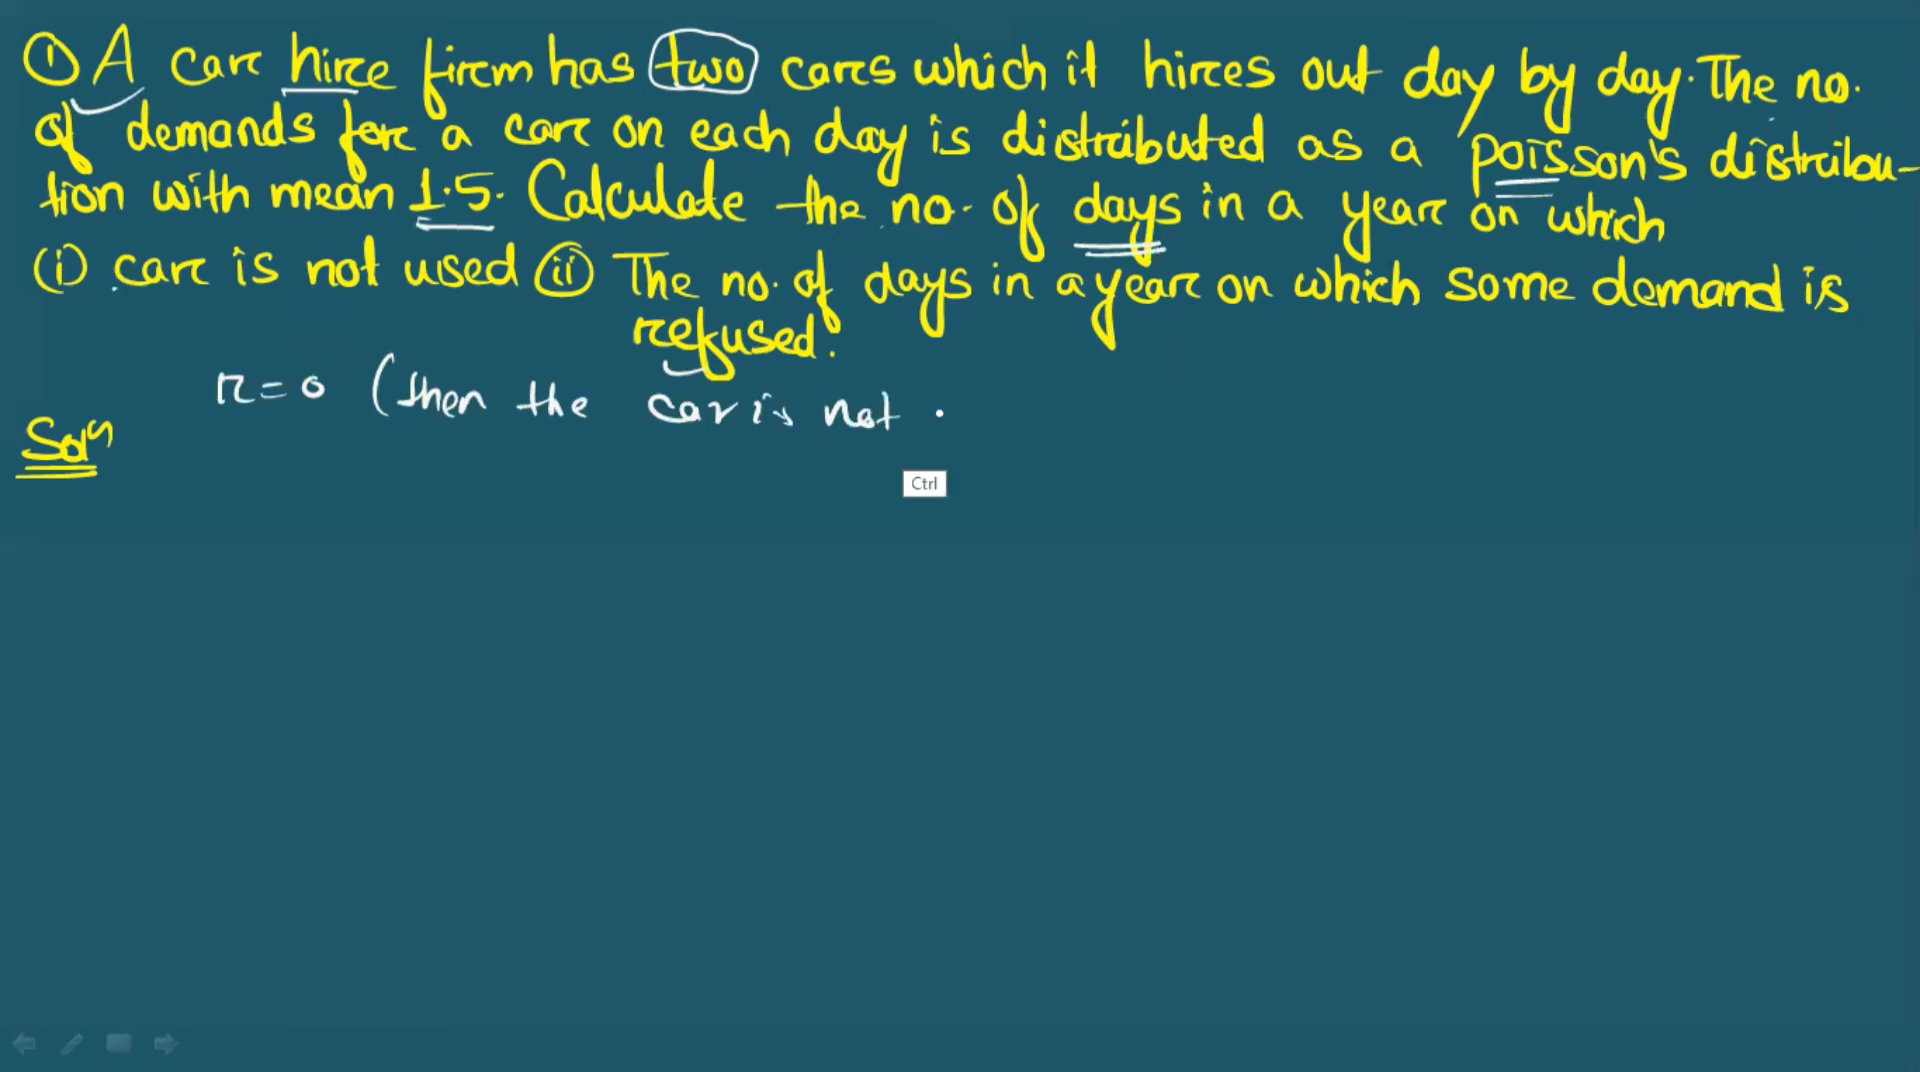 ① A car hire firm has two cars which it hires out day by day. The no.
of demands for a car on each day is distributed as a poisson's distribu-
tion with mean 1.5. Calculate the no. of days in a year on which
(i) car is not used (ii) The no. of days in a year on which some demand is
refused.
r=0 (then the car is not
Soln
Ctrl